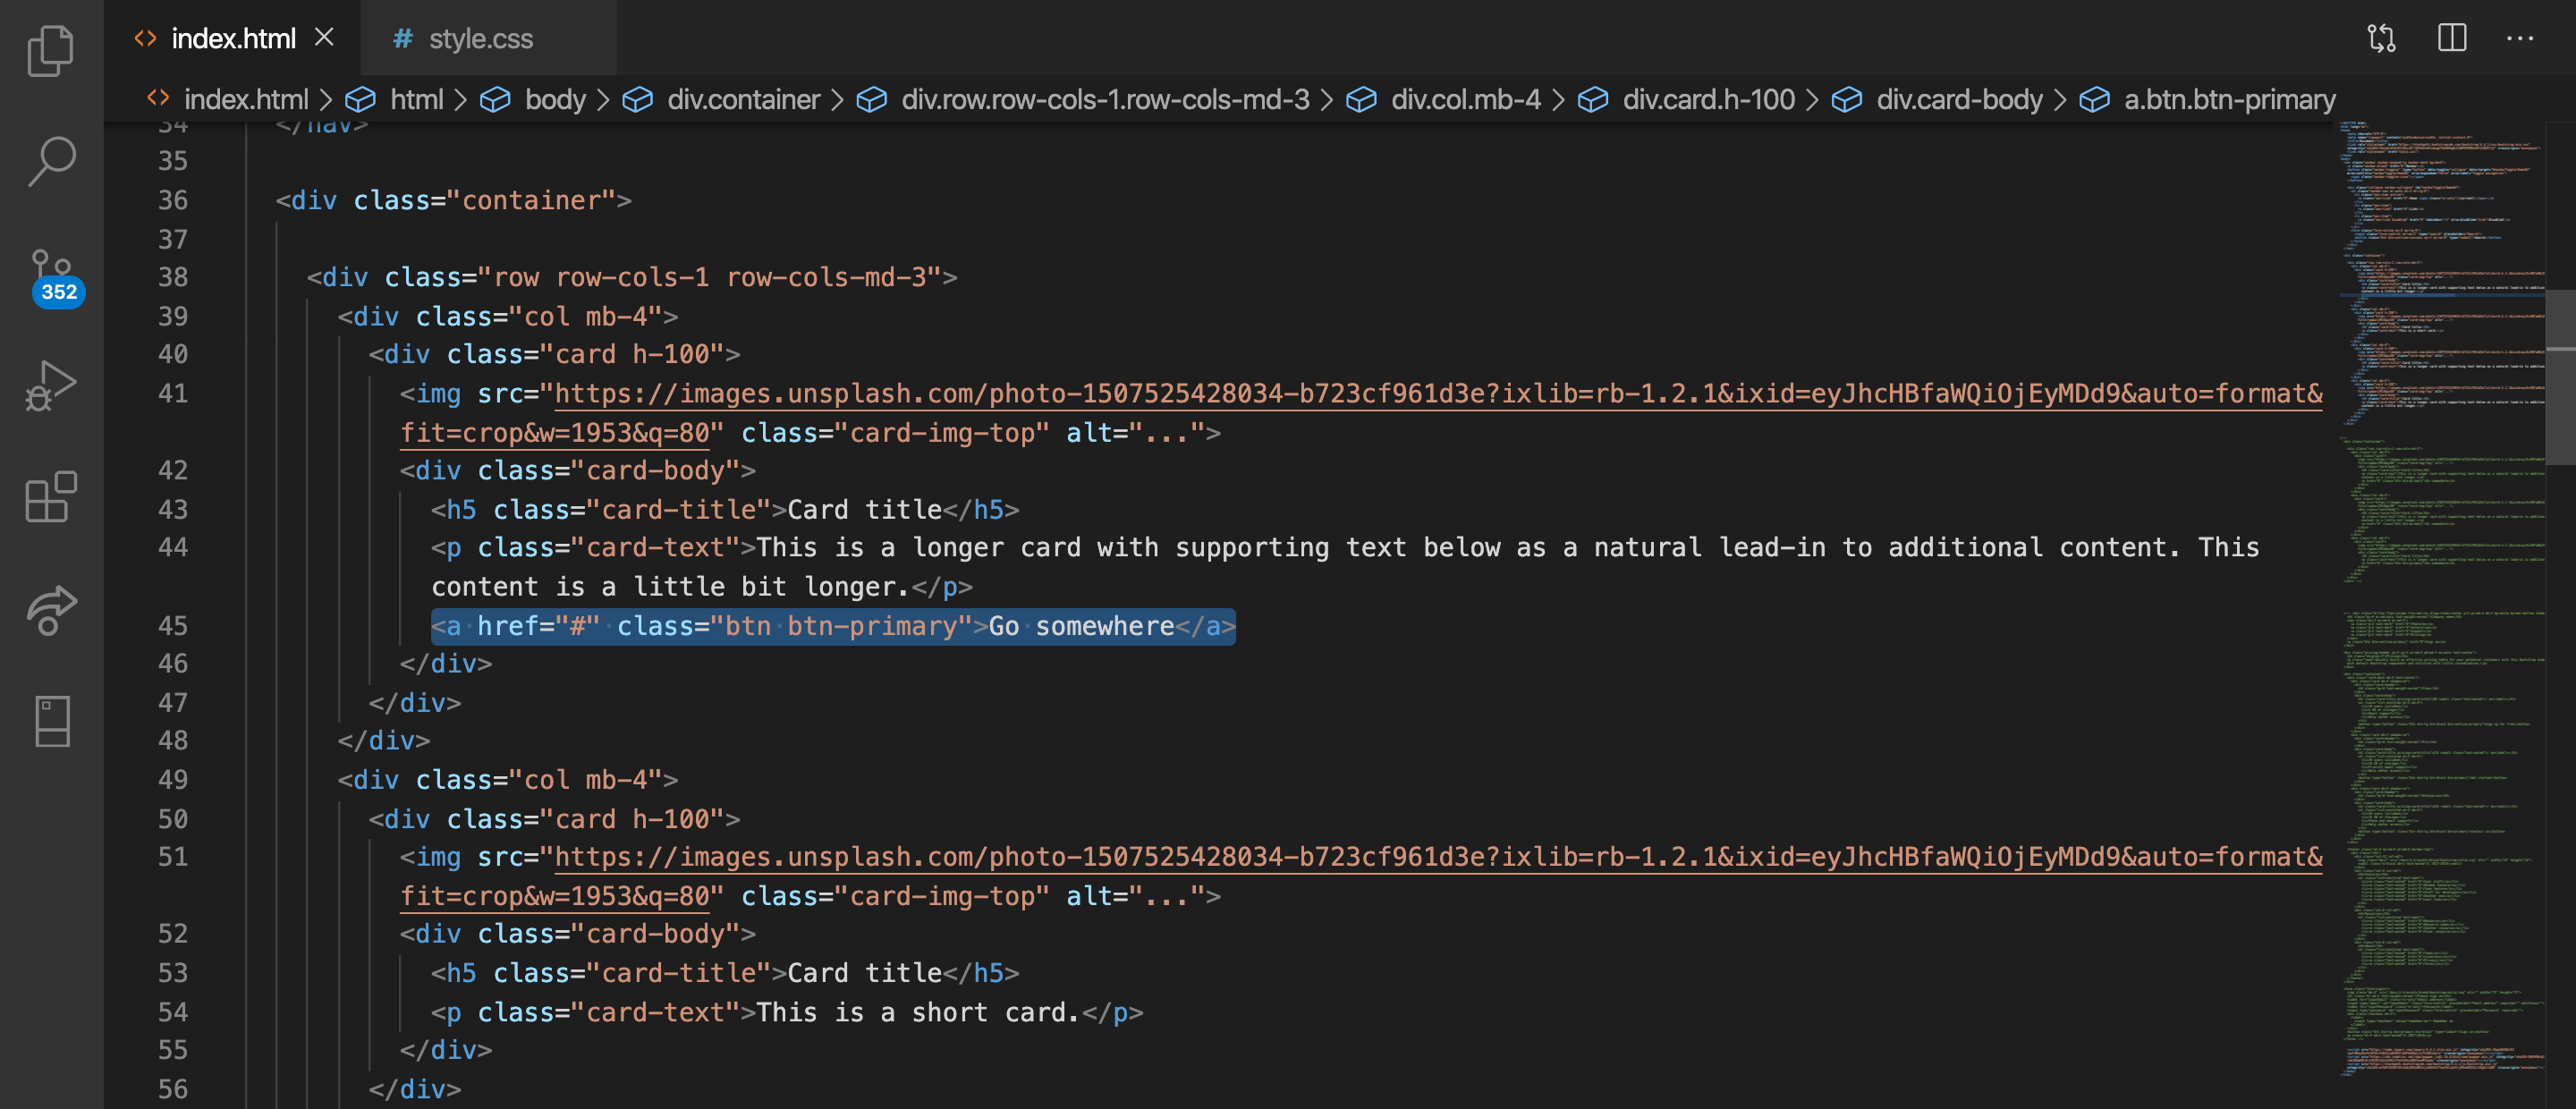 index.html
style.css
index.html > html > body > div.container > div.row.row-cols-1.row-cols-md-3 > div.col.mb-4 > div.card.h-100 > div.card-body > a.btn.btn-primary
34 </nav>
35
36 <div class="container">
37
38 <div class="row row-cols-1 row-cols-md-3">
39 <div class="col mb-4">
40 <div class="card h-100">
41 <img src="https://images.unsplash.com/photo-1507525428034-b723cf961d3e?ixlib=rb-1.2.1&ixid=eyJhcHBfaWQiOjEyMDd9&auto=format&
fit=crop&w=1953&q=80" class="card-img-top" alt="...">
42 <div class="card-body">
43 <h5 class="card-title">Card title</h5>
44 <p class="card-text">This is a longer card with supporting text below as a natural lead-in to additional content. This
content is a little bit longer.</p>
45 <a href="#" class="btn btn-primary">Go somewhere</a>
46 </div>
47 </div>
48 </div>
49 <div class="col mb-4">
50 <div class="card h-100">
51 <img src="https://images.unsplash.com/photo-1507525428034-b723cf961d3e?ixlib=rb-1.2.1&ixid=eyJhcHBfaWQiOjEyMDd9&auto=format&
fit=crop&w=1953&q=80" class="card-img-top" alt="...">
52 <div class="card-body">
53 <h5 class="card-title">Card title</h5>
54 <p class="card-text">This is a short card.</p>
55 </div>
56 </div>
352